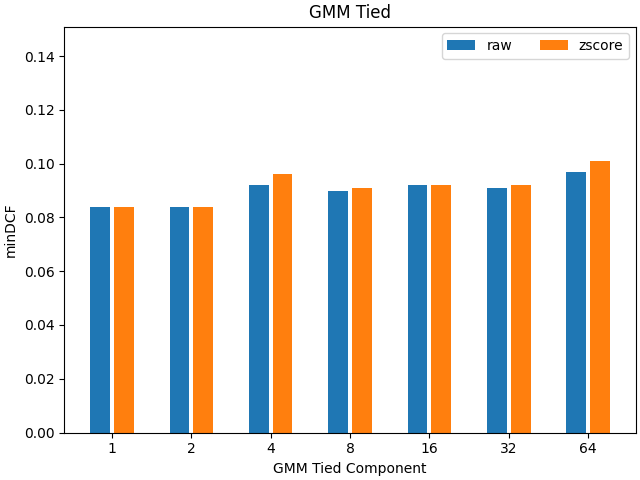 GMM Tied
raw
zscore
minDCF
0.14
0.12
0.10
0.08
0.06
0.04
0.02
0.00
1 2 4 8 16 32 64
GMM Tied Component